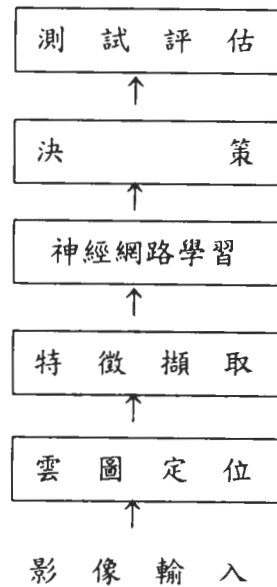 測試評估
決策
神經網路學習
特徵擷取
雲圖定位
影像輸入